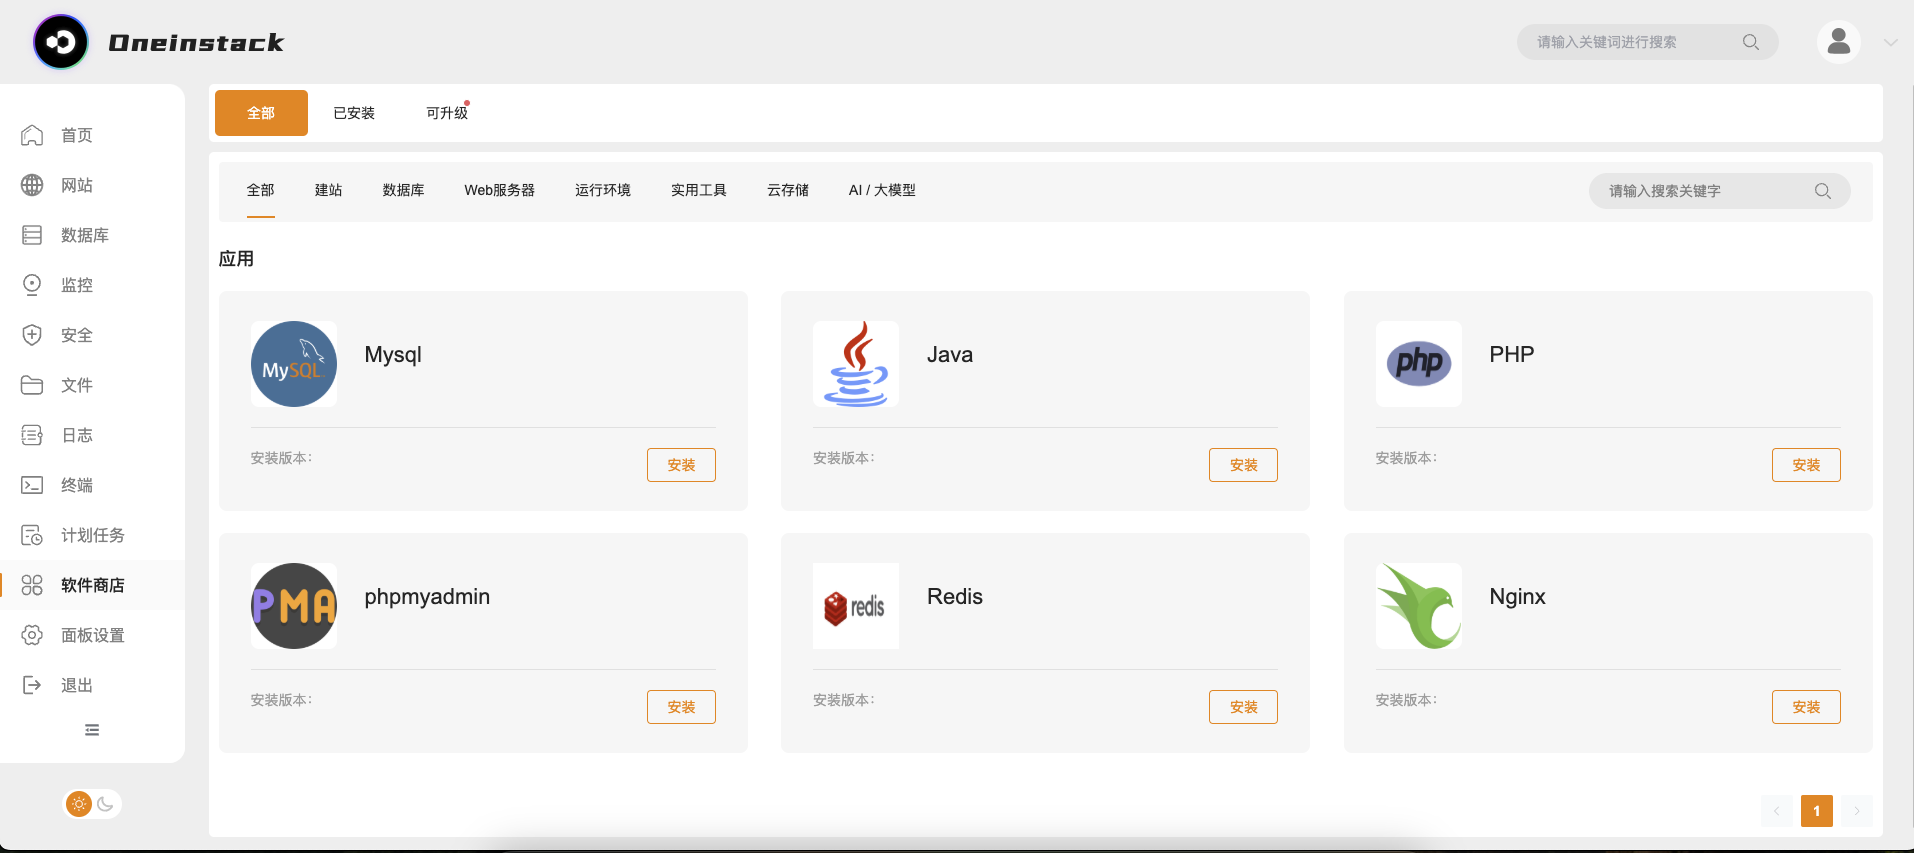 Oneinstack
请输入关键词进行搜索
首页
网站
数据库
监控
安全
文件
日志
终端
计划任务
软件商店
面板设置
退出
全部 已安装 可升级
全部 建站 数据库 Web服务器 运行环境 实用工具 云存储 AI / 大模型
请输入搜索关键字
应用
MySQL
Mysql
安装版本:
安装
Java
安装版本:
安装
php
PHP
安装版本:
安装
PMA
phpmyadmin
安装版本:
安装
redis
Redis
安装版本:
安装
Nginx
安装版本:
安装
1